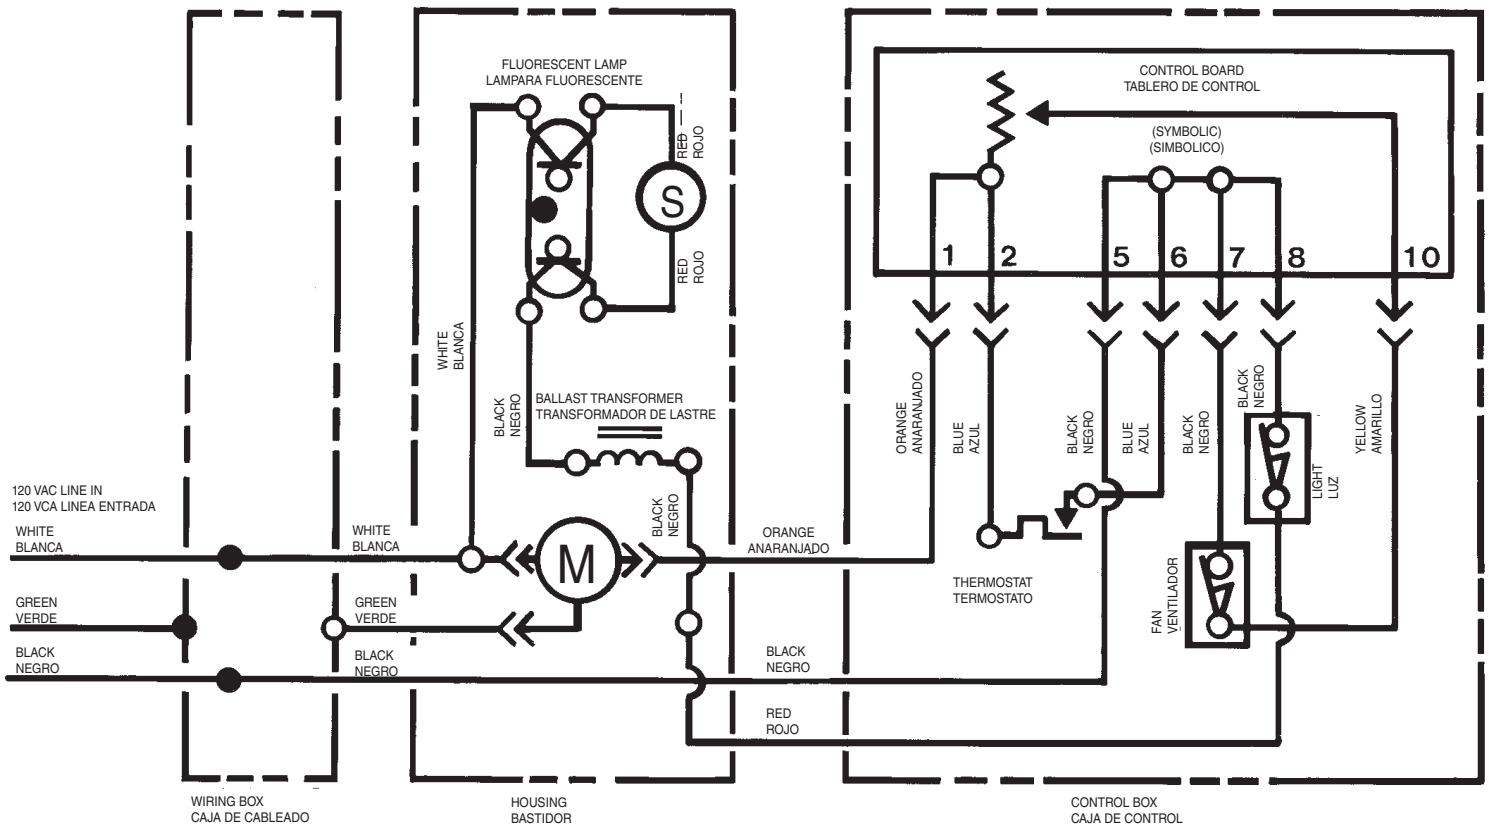 FLUORESCENT LAMP
LAMPARA FLUORESCENTE
RED
ROJO
S
RED
ROJO
WHITE
BLANCA
BLACK
NEGRO
BALLAST TRANSFORMER
TRANSFORMADOR DE LASTRE
CONTROL BOARD
TABLERO DE CONTROL
(SYMBOLIC)
(SIMBOLICO)
1
2
5
6
7
8
10
ORANGE
ANARANJADO
BLUE
AZUL
BLACK
NEGRO
BLUE
AZUL
BLACK
NEGRO
BLACK
NEGRO
YELLOW
AMARILLO
LIGHT
LUZ
120 VAC LINE IN
120 VCA LINEA ENTRADA
WHITE
BLANCA
WHITE
BLANCA
M
BLACK
NEGRO
ORANGE
ANARANJADO
THERMOSTAT
TERMOSTATO
FAN
VENTILADOR
GREEN
VERDE
GREEN
VERDE
BLACK
NEGRO
BLACK
NEGRO
BLACK
NEGRO
RED
ROJO
WIRING BOX
CAJA DE CABLEADO
HOUSING
BASTIDOR
CONTROL BOX
CAJA DE CONTROL